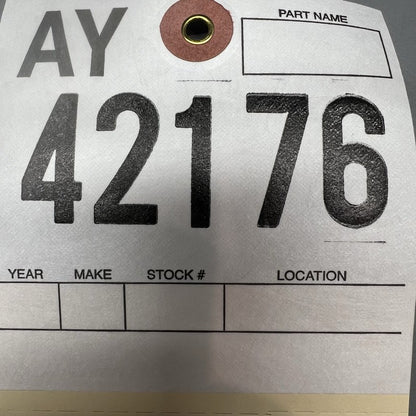 AY
PART NAME
42176
YEAR MAKE STOCK # LOCATION